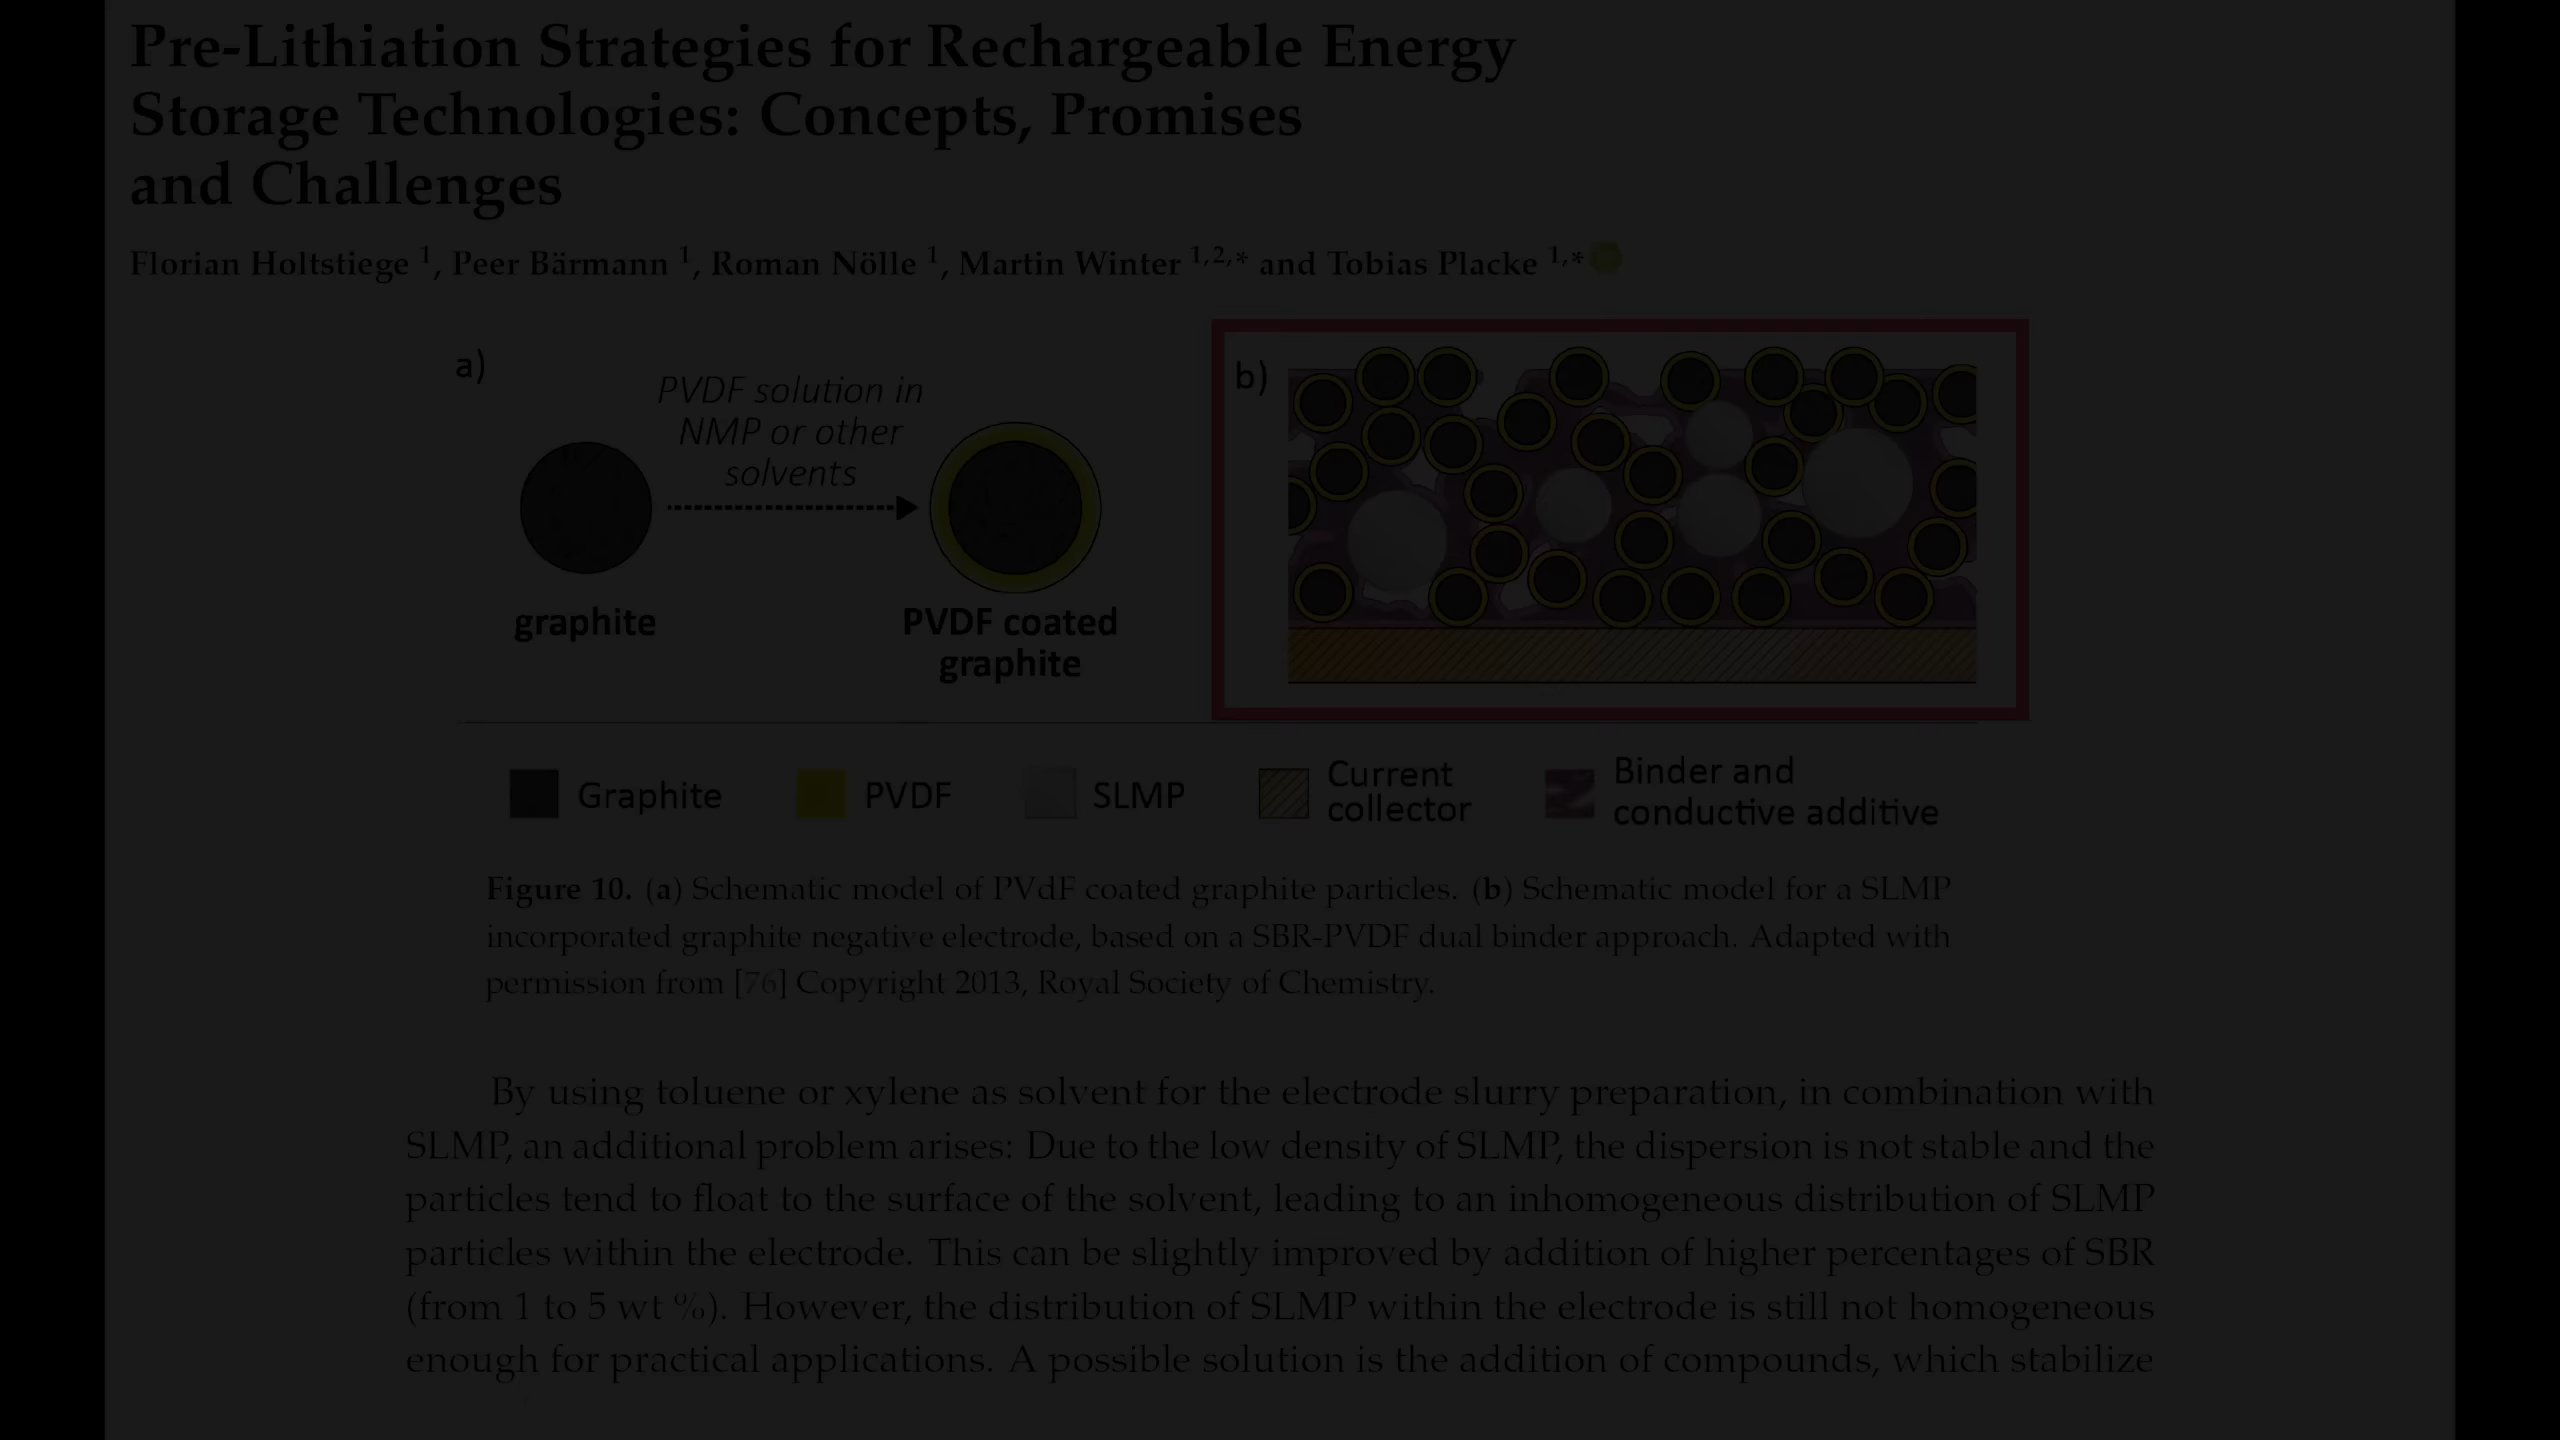 Pre-Lithiation Strategies for Rechargeable Energy
Storage Technologies: Concepts, Promises
and Challenges
Florian Holtstiege 1, Peer Bärmann 1, Roman Nölle 1, Martin Winter 1,2,* and Tobias Placke 1,*
a)
PVDF solution in
NMP or other
solvents
graphite
PVDF coated
graphite
b)
Graphite
PVDF
SLMP
Current
collector
Binder and
conductive additive
Figure 10. (a) Schematic model of PVdF coated graphite particles. (b) Schematic model for a SLMP
incorporated graphite negative electrode, based on a SBR-PVDF dual binder approach. Adapted with
permission from [76] Copyright 2013, Royal Society of Chemistry.
By using toluene or xylene as solvent for the electrode slurry preparation, in combination with
SLMP, an additional problem arises: Due to the low density of SLMP, the dispersion is not stable and the
particles tend to float to the surface of the solvent, leading to an inhomogeneous distribution of SLMP
particles within the electrode. This can be slightly improved by addition of higher percentages of SBR
(from 1 to 5 wt %). However, the distribution of SLMP within the electrode is still not homogeneous
enough for practical applications. A possible solution is the addition of compounds, which stabilize